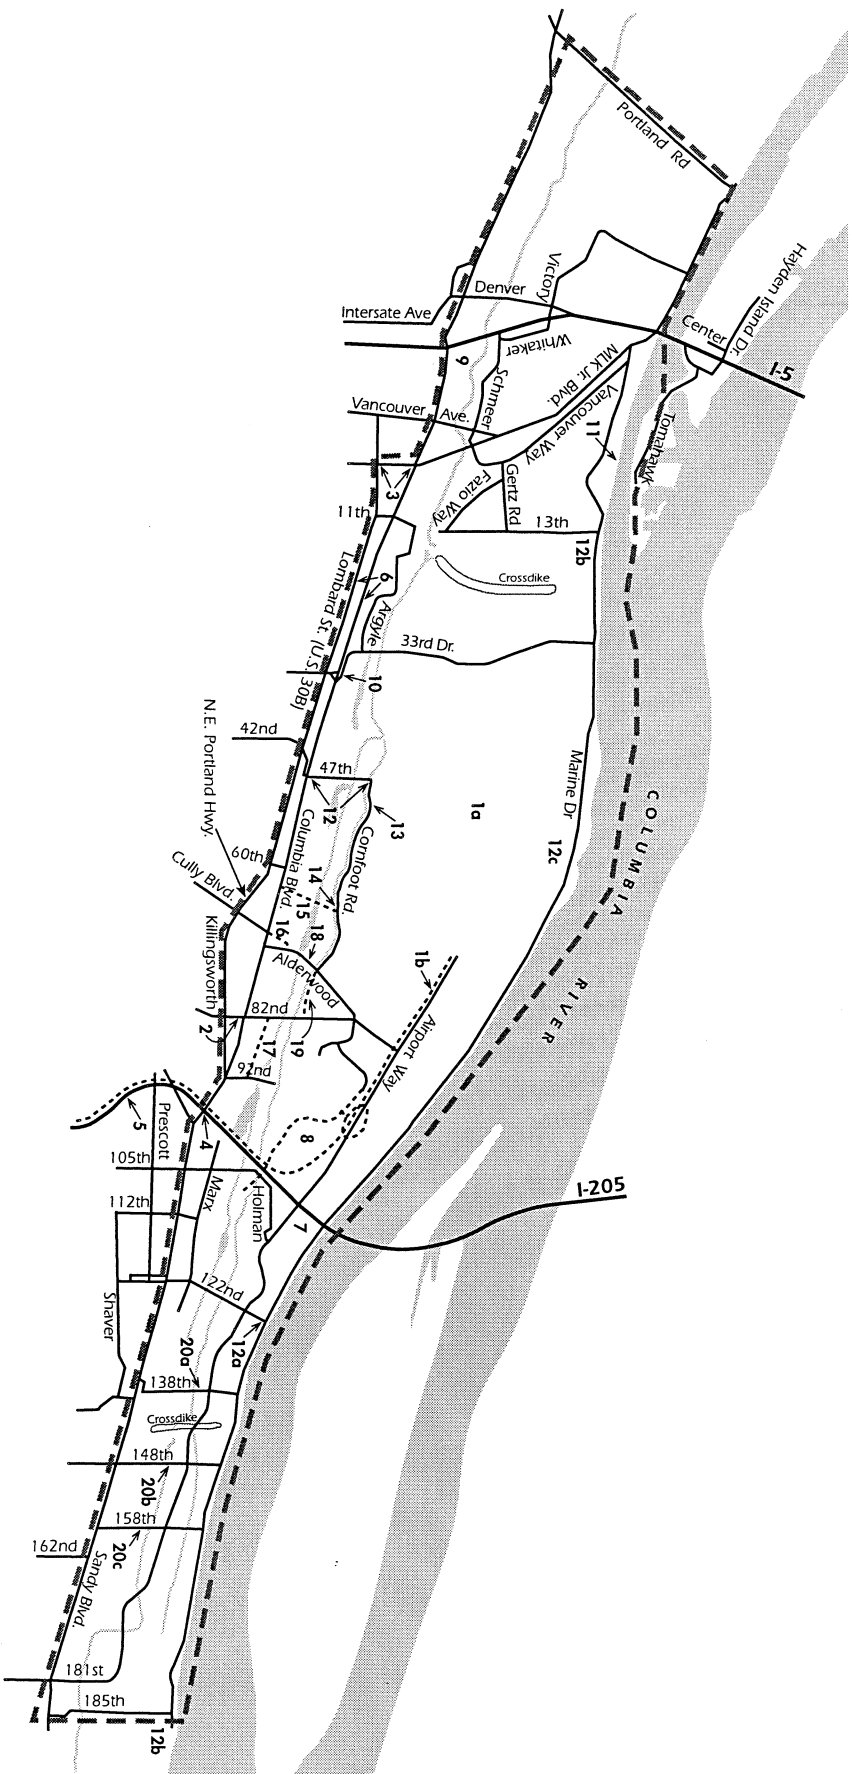 Portland Rd
Hayden Island Dr.
Victory
Denver
Intersate Ave
Center
Whitaker
9
I-5
MLK Jr. Blvd.
Schmeer
Vancouver Way
Vancouver Ave.
11
Tomahawk
3
Fazio Way
Gertz Rd
11th
13th
12b
Lombard St. (U.S. 30B)
6
Crossdike
Argyle
33rd Dr.
10
N.E. Portland Hwy.
42nd
47th
12
13
1a
Marine Dr
12c
COLUMBIA RIVER
Columbia Blvd.
Cornfoot Rd.
60th
Cully Blvd.
14
15
16
18
Killingsworth
Alderwood
1b
82nd
2
19
17
Airport Way
92nd
5
Prescott
4
8
105th
Marx
Holman
I-205
112th
7
122nd
Shaver
20a
12a
138th
Crossdike
148th
20b
158th
20c
162nd
Sandy Blvd.
181st
185th
12b